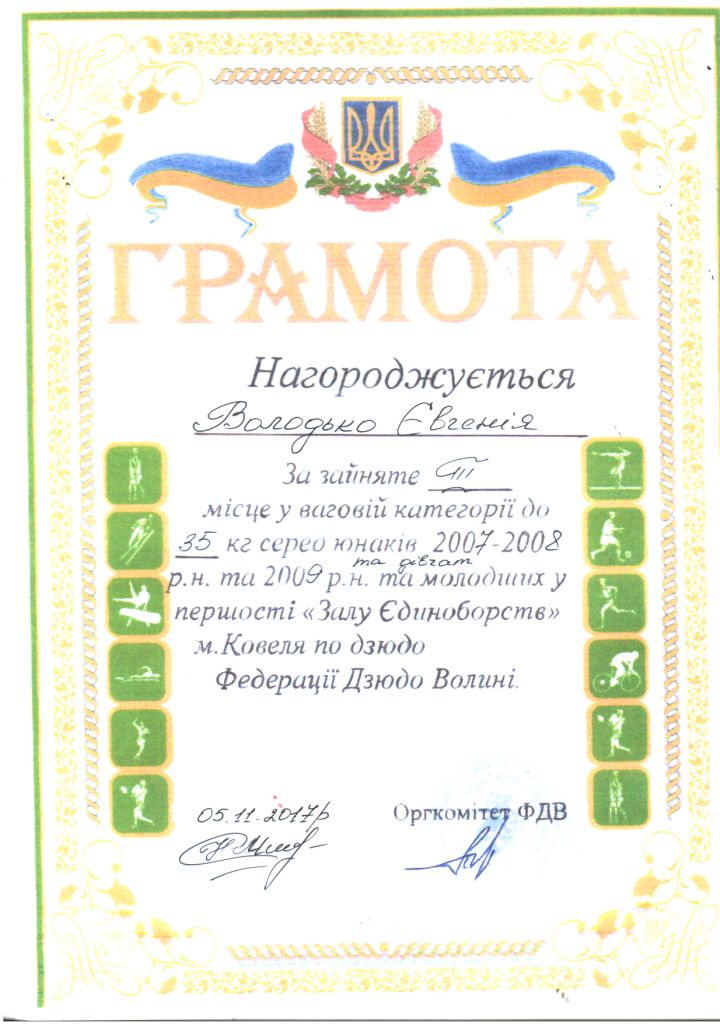 ГРАМОТА
Нагороджується
Володько Євгенія
За зайняте III
місце у ваговій категорії до
35 кг серед юнаків 2007-2008
та дівчат
р.н. та 2009 р.н. та молодших у
першості «Залу Єдиноборств»
м.Ковеля по дзюдо
Федерації Дзюдо Волині.
05.11.2017р
Оргкомітет ФДВ